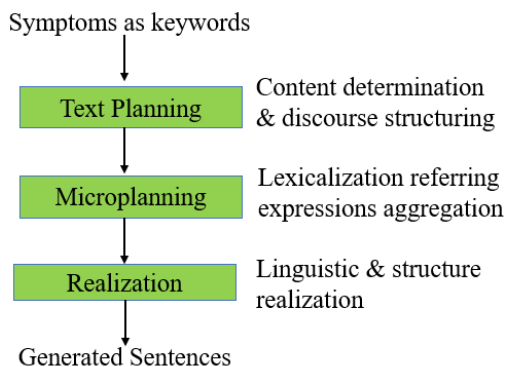 Symptoms as keywords
Text Planning
Content determination
& discourse structuring
Microplanning
Lexicalization referring
expressions aggregation
Realization
Linguistic & structure
realization
Generated Sentences